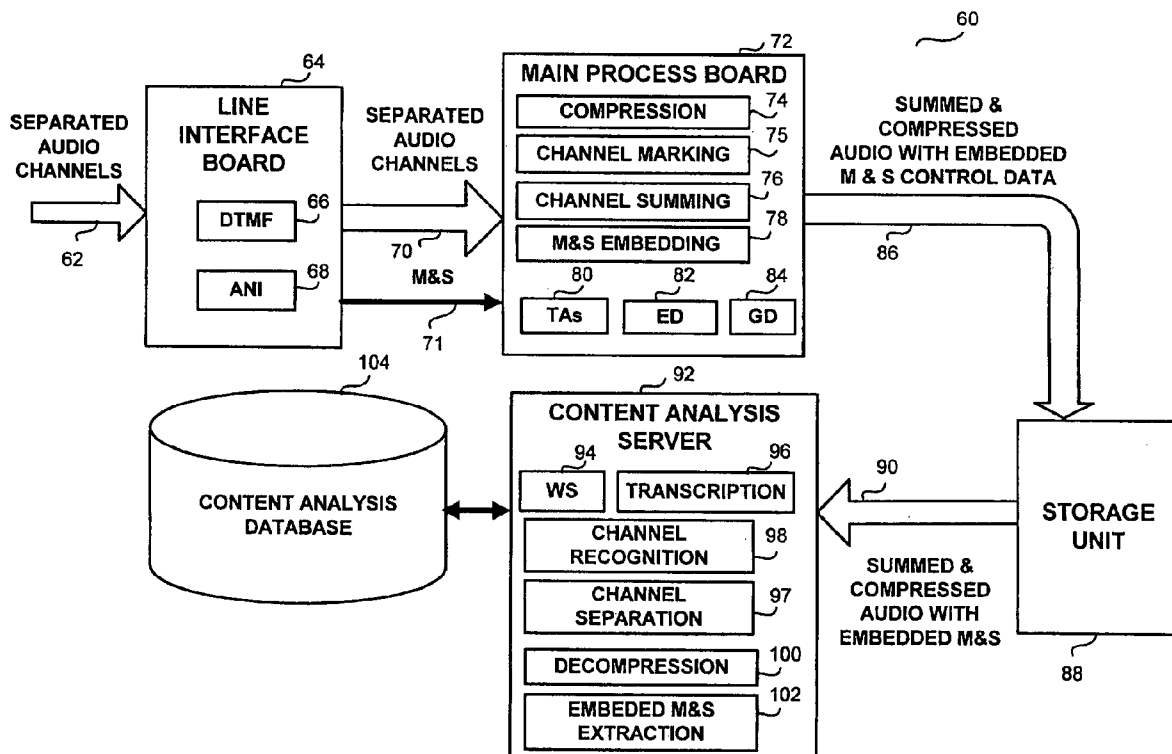 60
64
LINE
INTERFACE
BOARD
DTMF
66
ANI
68
SEPARATED
AUDIO
CHANNELS
62
SEPARATED
AUDIO
CHANNELS
70
M&S
71
72
MAIN PROCESS BOARD
COMPRESSION
74
CHANNEL MARKING
75
CHANNEL SUMMING
76
M&S EMBEDDING
78
80
TAs
82
ED
84
GD
SUMMED &
COMPRESSED
AUDIO WITH EMBEDDED
M & S CONTROL DATA
86
104
CONTENT ANALYSIS
DATABASE
92
CONTENT ANALYSIS
SERVER
94
WS
96
TRANSCRIPTION
CHANNEL
RECOGNITION
98
CHANNEL
SEPARATION
97
DECOMPRESSION
100
EMBEDED M&S
EXTRACTION
102
90
SUMMED &
COMPRESSED
AUDIO WITH
EMBEDDED M&S
STORAGE
UNIT
88